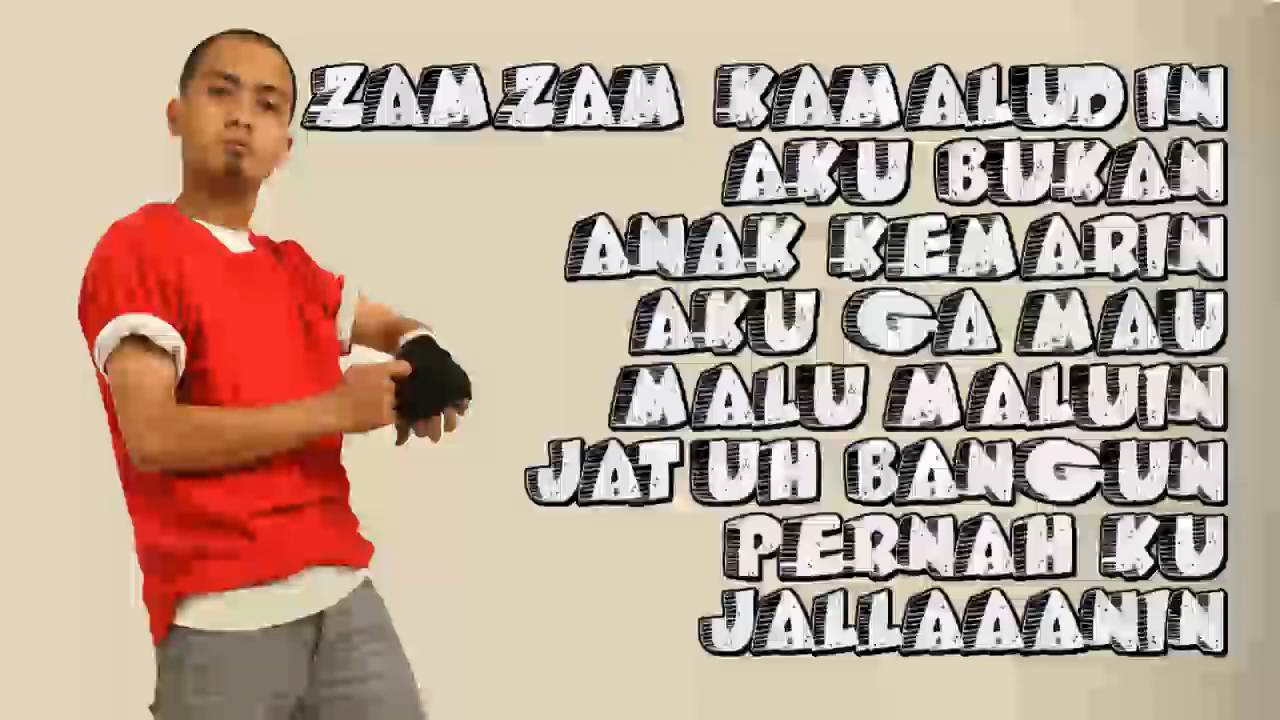 ZAMZAM KAMALUDIN
AKU BUKAN
ANAK KEMARIN
AKU GA MAU
MALU MALUIN
JATUH BANGUN
PERNAH KU
JALLAAANIN